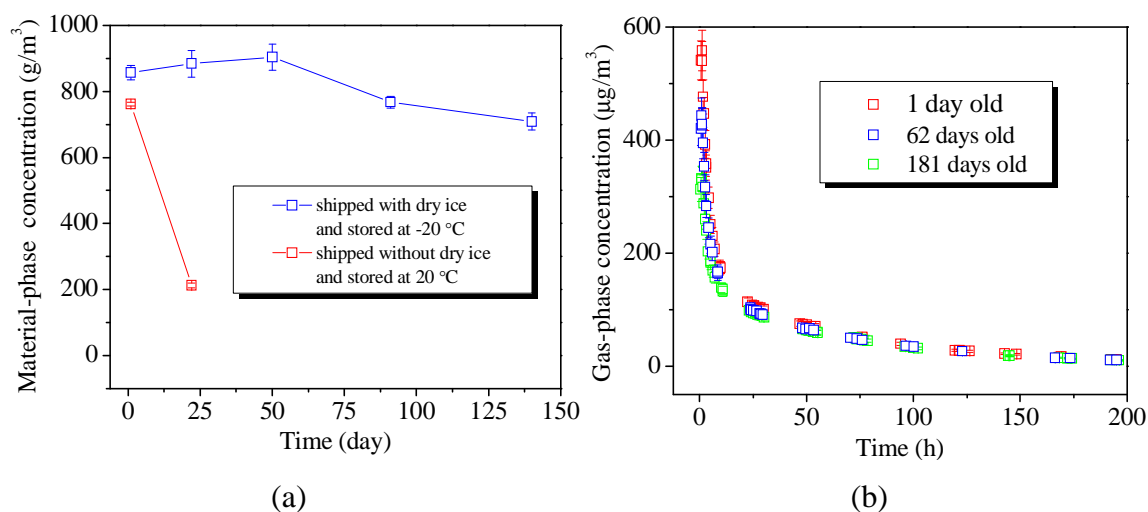 Material-phase concentration (g/m³)
1000
800
600
400
200
0
shipped with dry ice
and stored at -20 °C
shipped without dry ice
and stored at 20 °C
0 25 50 75 100 125 150
Time (day)
(a)
Gas-phase concentration (μg/m³)
600
400
200
0
1 day old
62 days old
181 days old
0 50 100 150 200
Time (h)
(b)